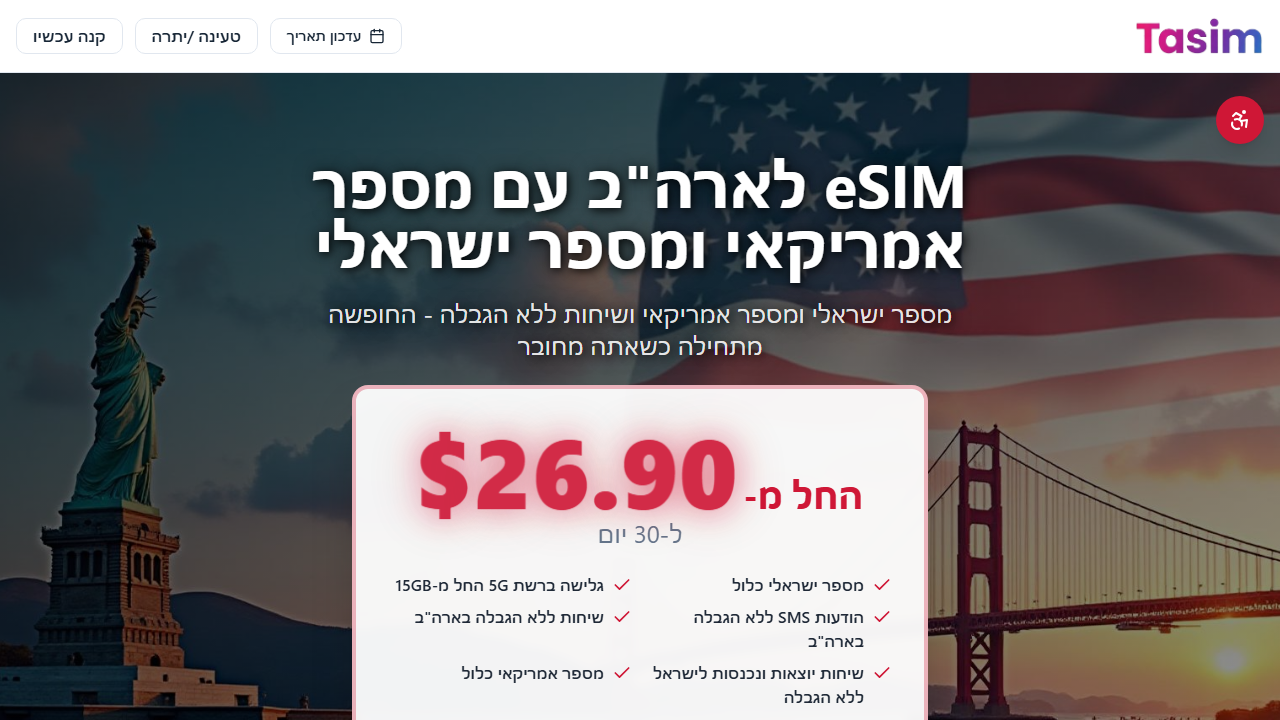 Tasim
עדכון תאריך
טעינה /יתרה
קנה עכשיו
eSIM לארה"ב עם מספר
אמריקאי ומספר ישראלי
מספר ישראלי ומספר אמריקאי ושיחות ללא הגבלה - החופשה
מתחילה כשאתה מחובר
החל מ- $26.90
ל-30 יום
מספר ישראלי כלול
גלישה ברשת 5G החל מ-15GB
הודעות SMS ללא הגבלה
בארה"ב
שיחות ללא הגבלה בארה"ב
שיחות יוצאות ונכנסות לישראל
ללא הגבלה
מספר אמריקאי כלול